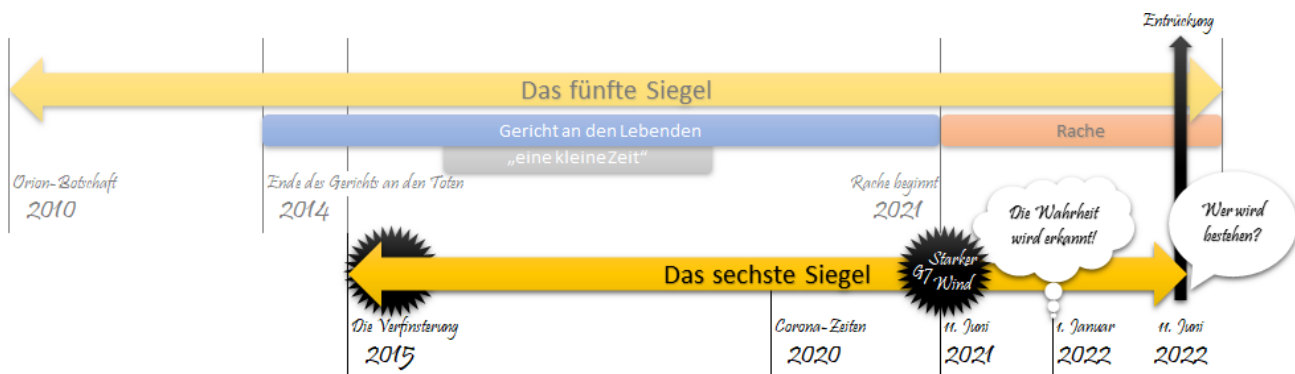 Entrückung
Das fünfte Siegel
Gericht an den Lebenden
Rache
„eine kleine Zeit“
Orion-Botschaft
2010
Ende des Gerichts an den Toten
2014
Rache beginnt
2021
Die Wahrheit
wird erkannt!
Wer wird
bestehen?
Das sechste Siegel
Starker
G7 Wind
Die Verfinsterung
2015
Corona-Zeiten
2020
11. Juni
2021
1. Januar
2022
11. Juni
2022